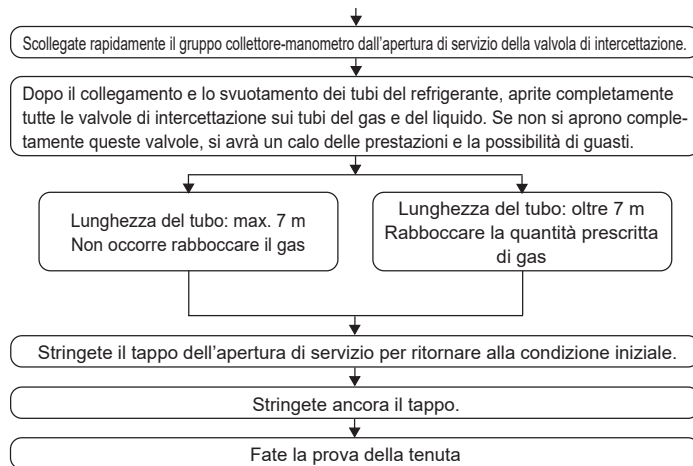 Scollegate rapidamente il gruppo collettore-manometro dall'apertura di servizio della valvola di intercettazione.
Dopo il collegamento e lo svuotamento dei tubi del refrigerante, aprite completamente
tutte le valvole di intercettazione sui tubi del gas e del liquido. Se non si aprono comple-
tamente queste valvole, si avrà un calo delle prestazioni e la possibilità di guasti.
Lunghezza del tubo: max. 7 m
Non occorre rabboccare il gas
Lunghezza del tubo: oltre 7 m
Rabboccare la quantità prescritta
di gas
Stringete il tappo dell'apertura di servizio per ritornare alla condizione iniziale.
Stringete ancora il tappo.
Fate la prova della tenuta